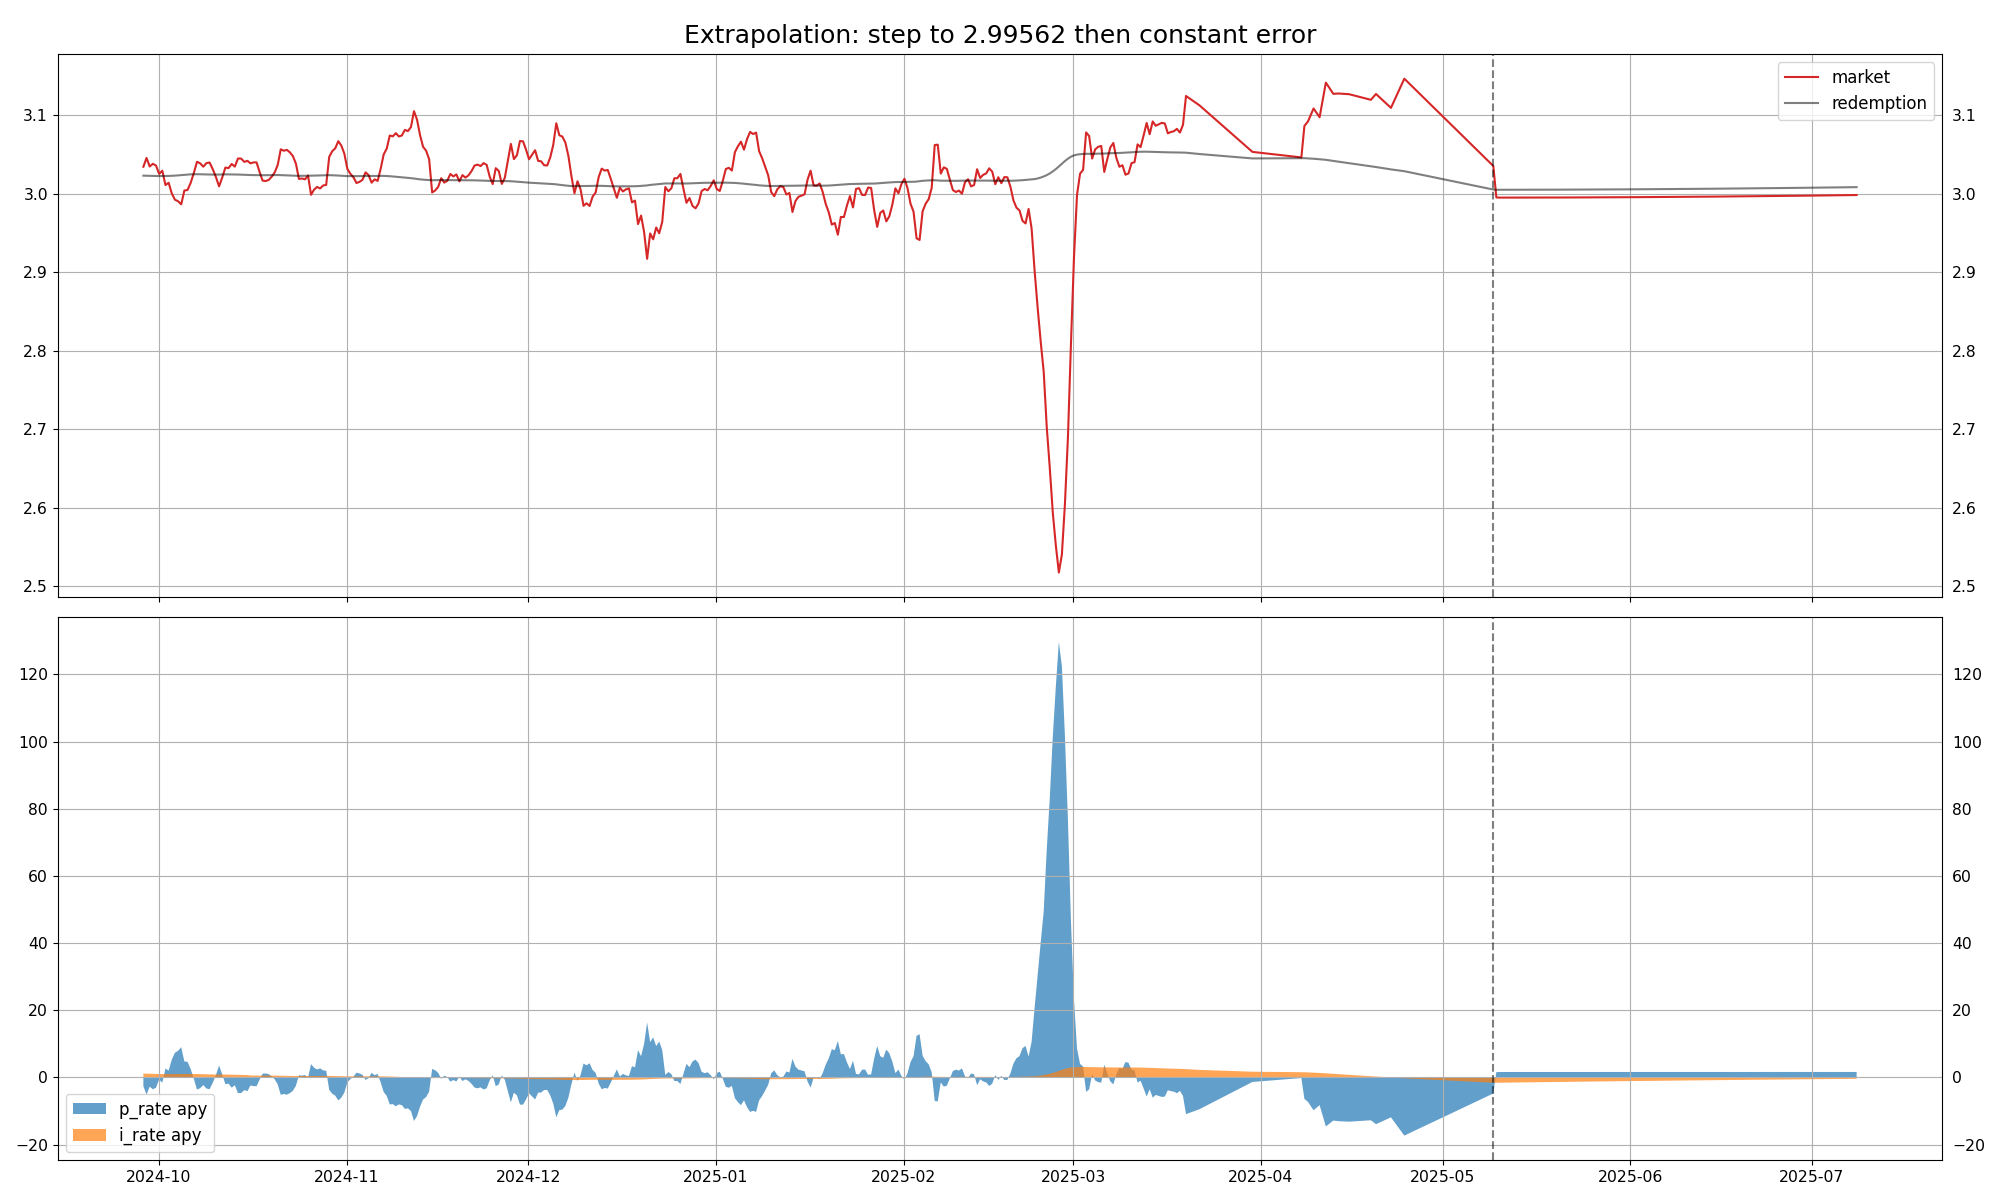 Extrapolation: step to 2.99562 then constant error
market
redemption
3.1 3.1
3.0 3.0
2.9 2.9
2.8 2.8
2.7 2.7
2.6 2.6
2.5 2.5
120 120
100 100
80 80
60 60
40 40
20 20
0 0
−20 −20
p_rate apy
i_rate apy
2024-10 2024-11 2024-12 2025-01 2025-02 2025-03 2025-04 2025-05 2025-06 2025-07